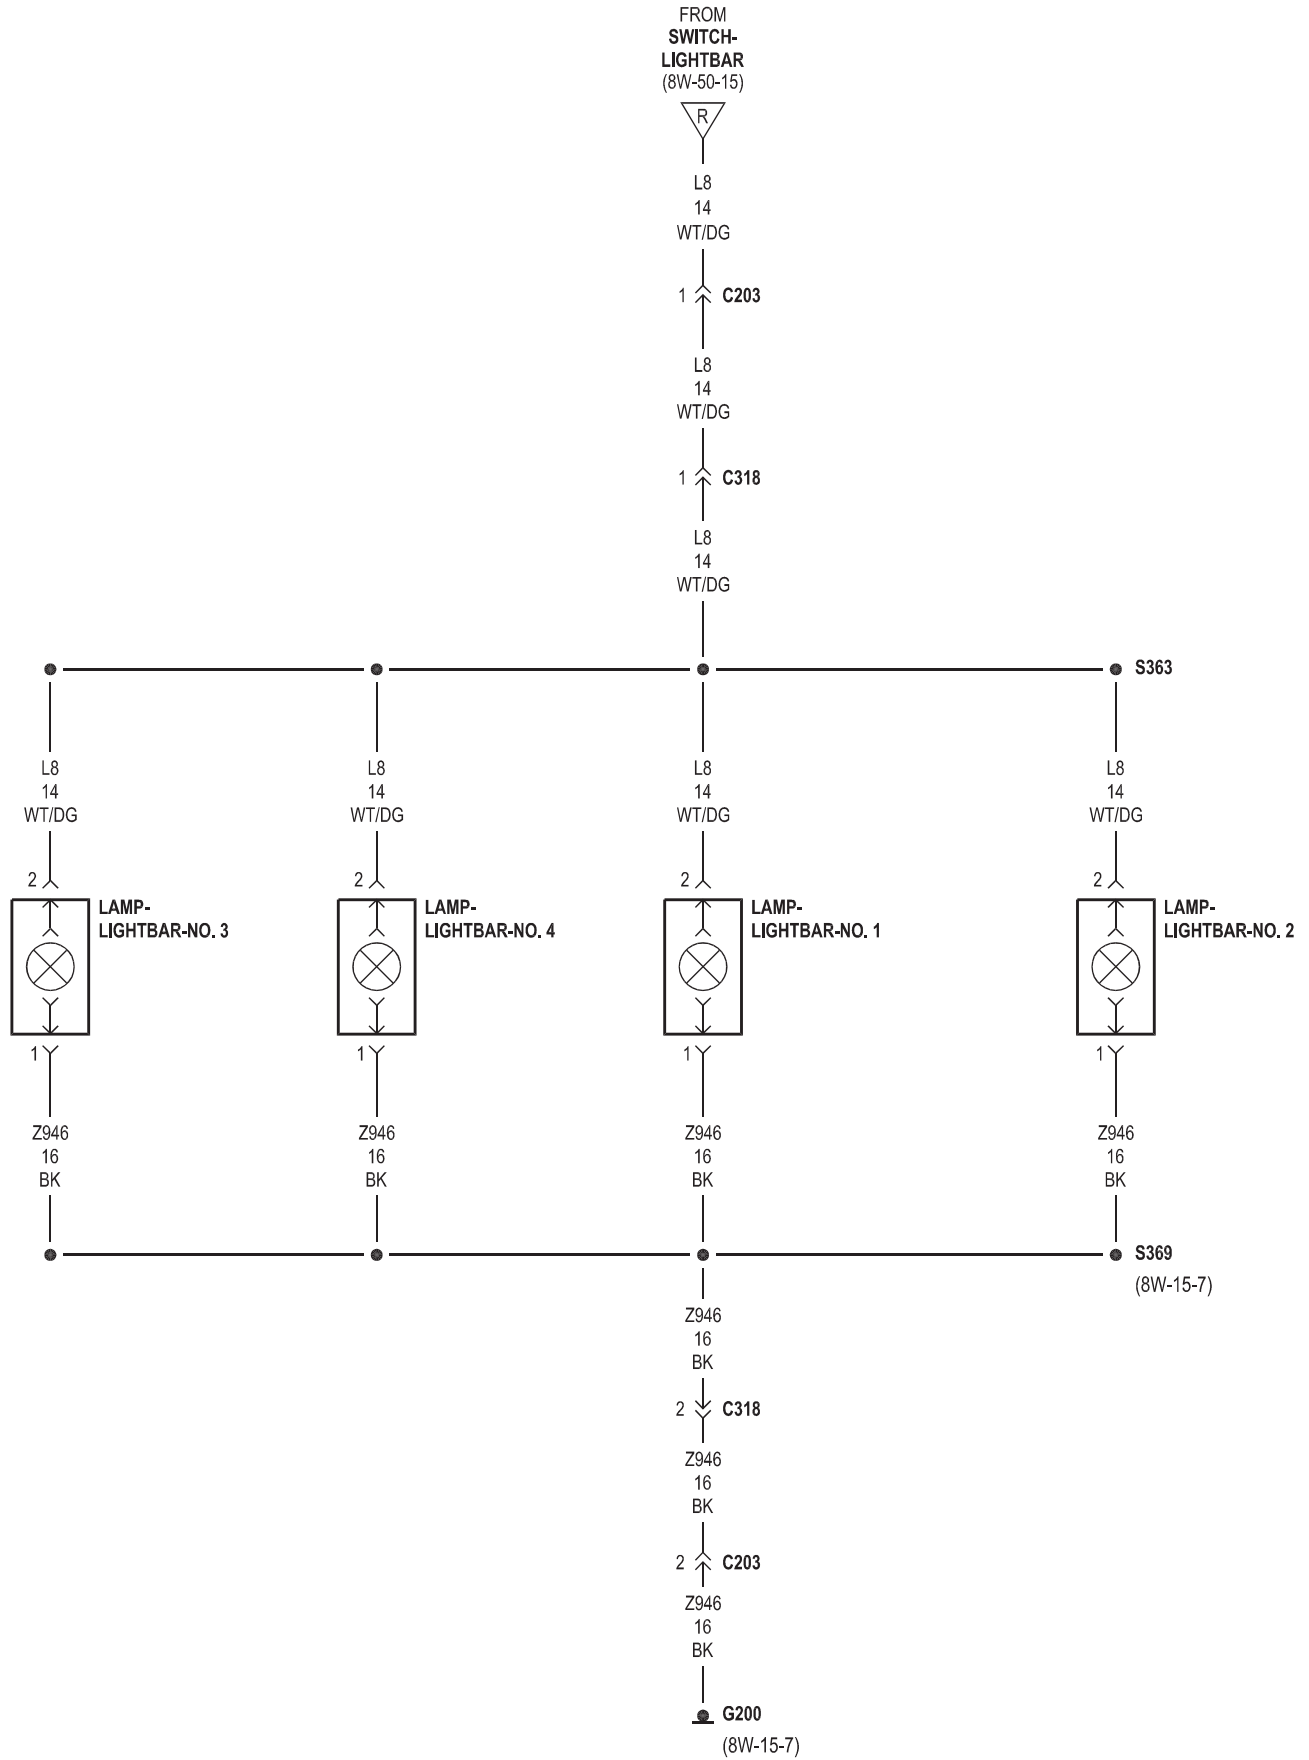 FROM
SWITCH-
LIGHTBAR
(8W-50-15)
R
L8
14
WT/DG
1 C203
L8
14
WT/DG
1 C318
L8
14
WT/DG
S363
L8
14
WT/DG
2
LAMP-
LIGHTBAR-NO. 3
1
Z946
16
BK
L8
14
WT/DG
2
LAMP-
LIGHTBAR-NO. 4
1
Z946
16
BK
L8
14
WT/DG
2
LAMP-
LIGHTBAR-NO. 1
1
Z946
16
BK
L8
14
WT/DG
2
LAMP-
LIGHTBAR-NO. 2
1
Z946
16
BK
S369
(8W-15-7)
Z946
16
BK
2 C318
Z946
16
BK
2 C203
Z946
16
BK
G200
(8W-15-7)